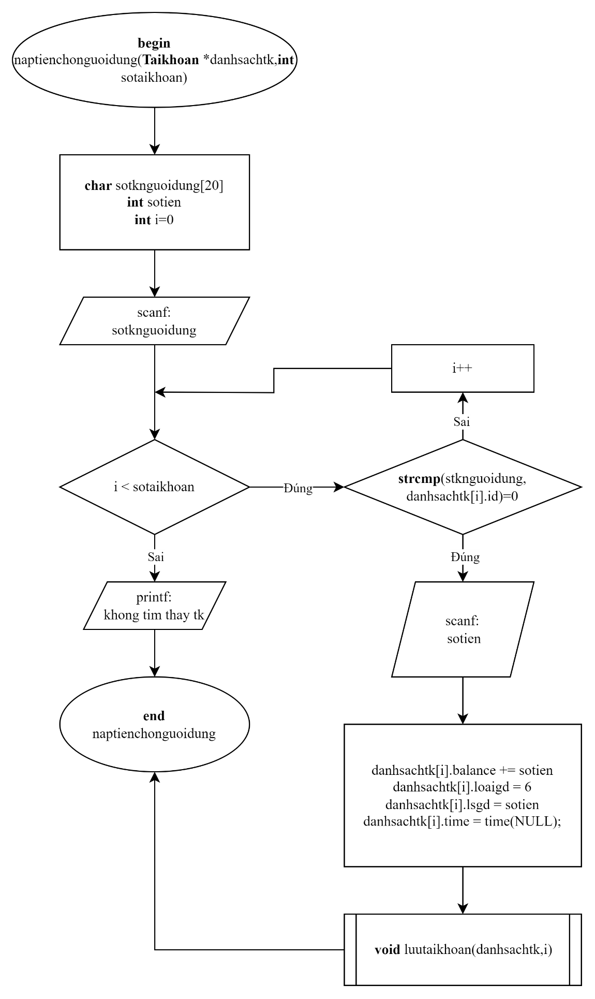 begin
naptienchonguoidung(Taikhoan *danhsachtk,int
sotaikhoan)
char sotknguoidung[20]
int sotien
int i=0
scanf:
sotknguoidung
i++
Sai
i < sotaikhoan
Đúng
strcmp(stknguoidung,
danhsachtk[i].id)=0
Sai
Đúng
printf:
khong tim thay tk
scanf:
sotien
end
naptienchonguoidung
danhsachtk[i].balance += sotien
danhsachtk[i].loaigd = 6
danhsachtk[i].lsgd = sotien
danhsachtk[i].time = time(NULL);
void luutaikhoan(danhsachtk,i)